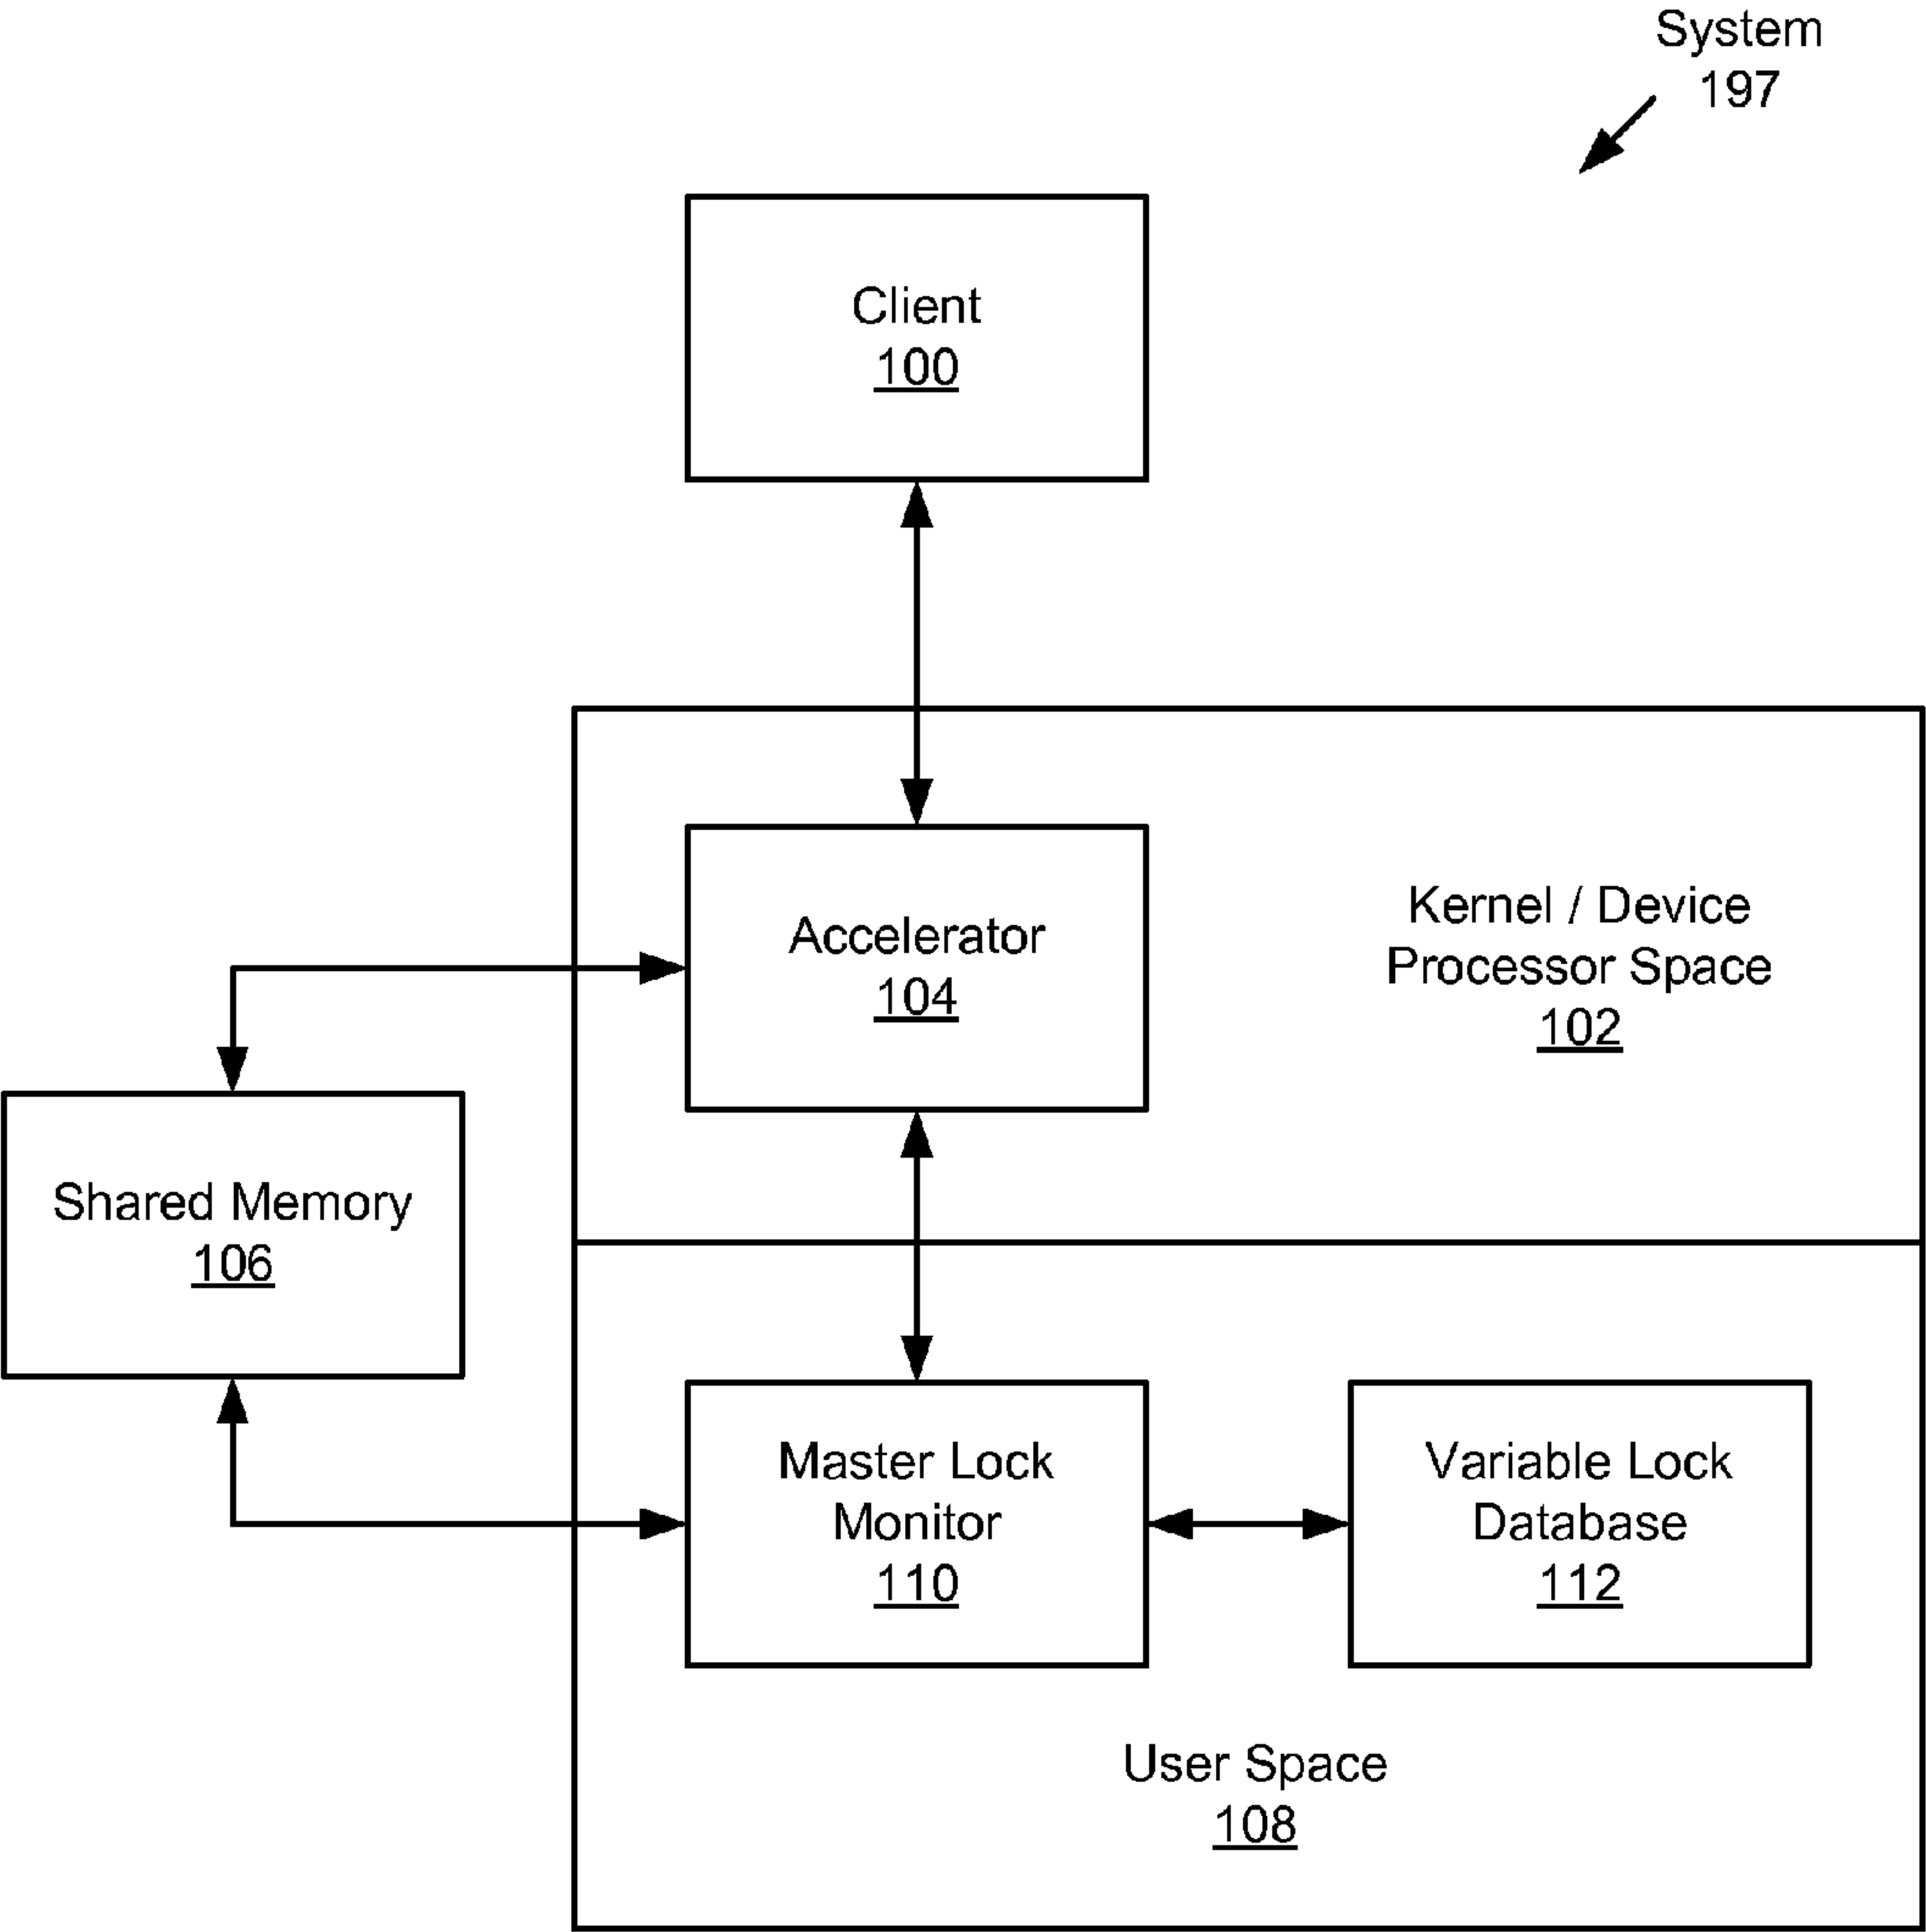 System
197
Client
100
Accelerator
104
Kernel / Device
Processor Space
102
Shared Memory
106
Master Lock
Monitor
110
Variable Lock
Database
112
User Space
108